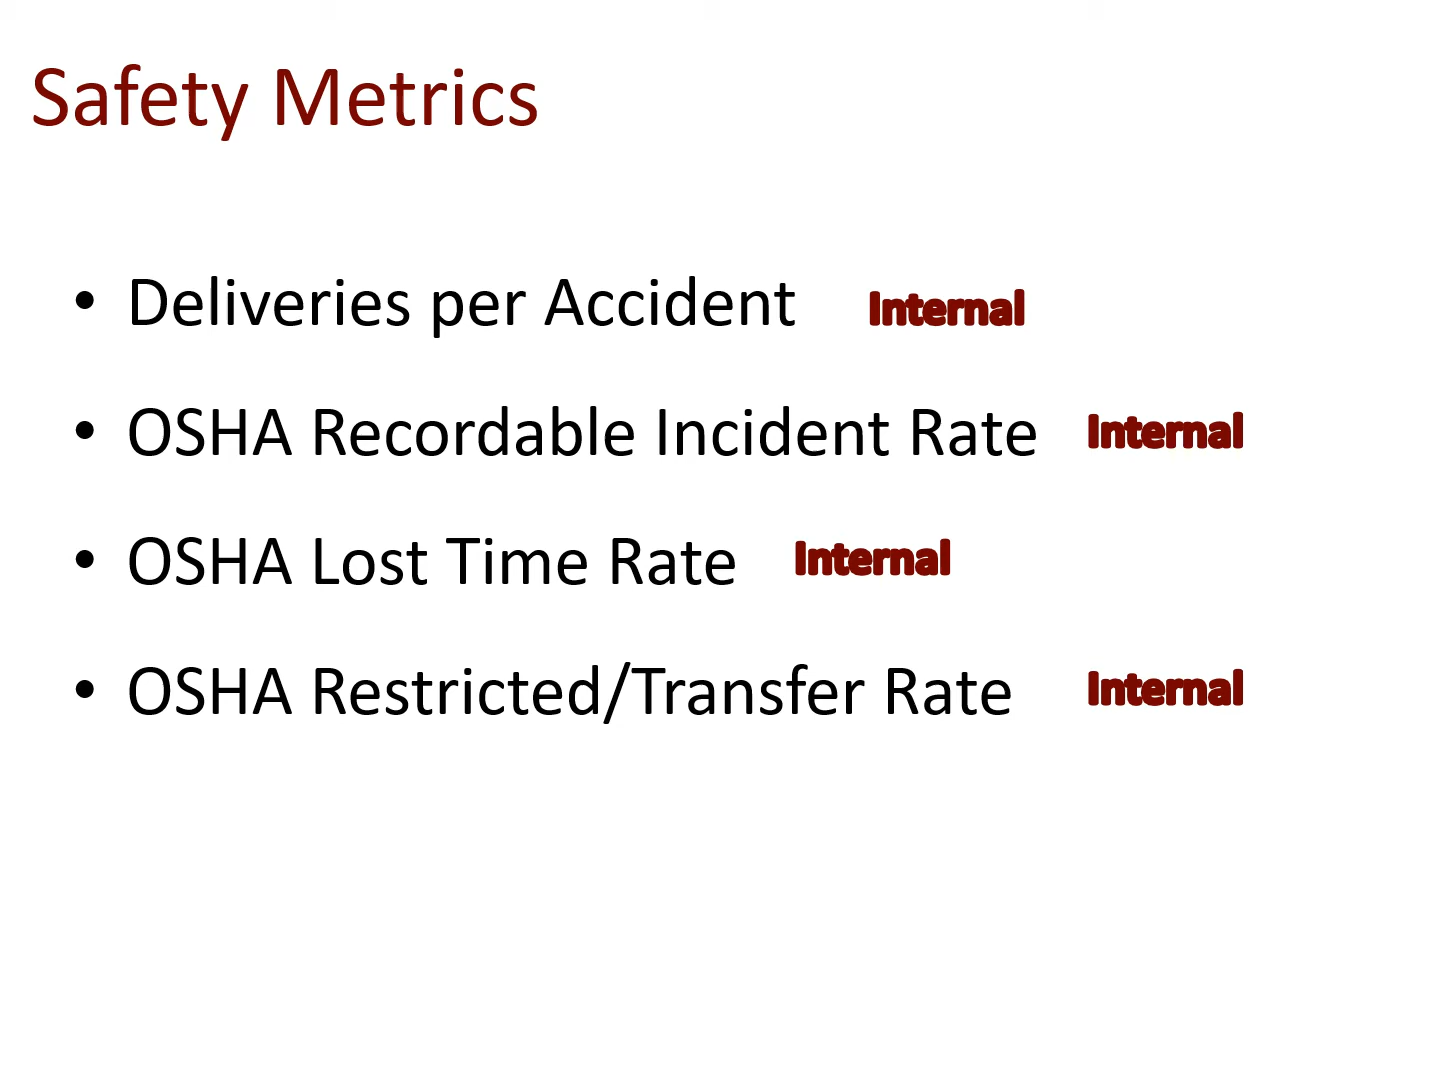 Safety Metrics
• Deliveries per Accident Internal
• OSHA Recordable Incident Rate Internal
• OSHA Lost Time Rate Internal
• OSHA Restricted/Transfer Rate Internal